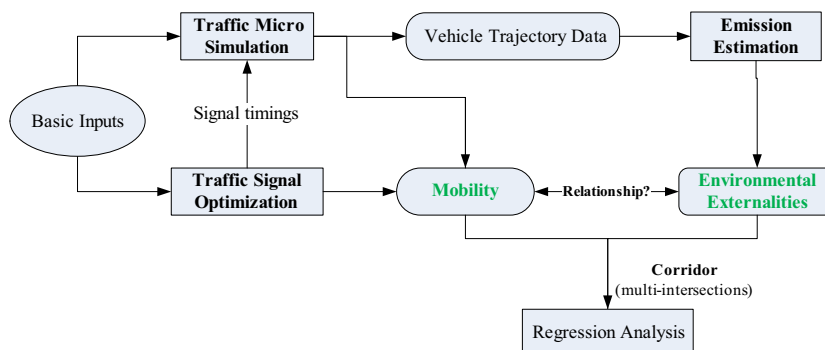 Traffic Micro
Simulation
Vehicle Trajectory Data
Emission
Estimation
Basic Inputs
Signal timings
Traffic Signal
Optimization
Mobility
Relationship?
Environmental
Externalities
Corridor
(multi-intersections)
Regression Analysis